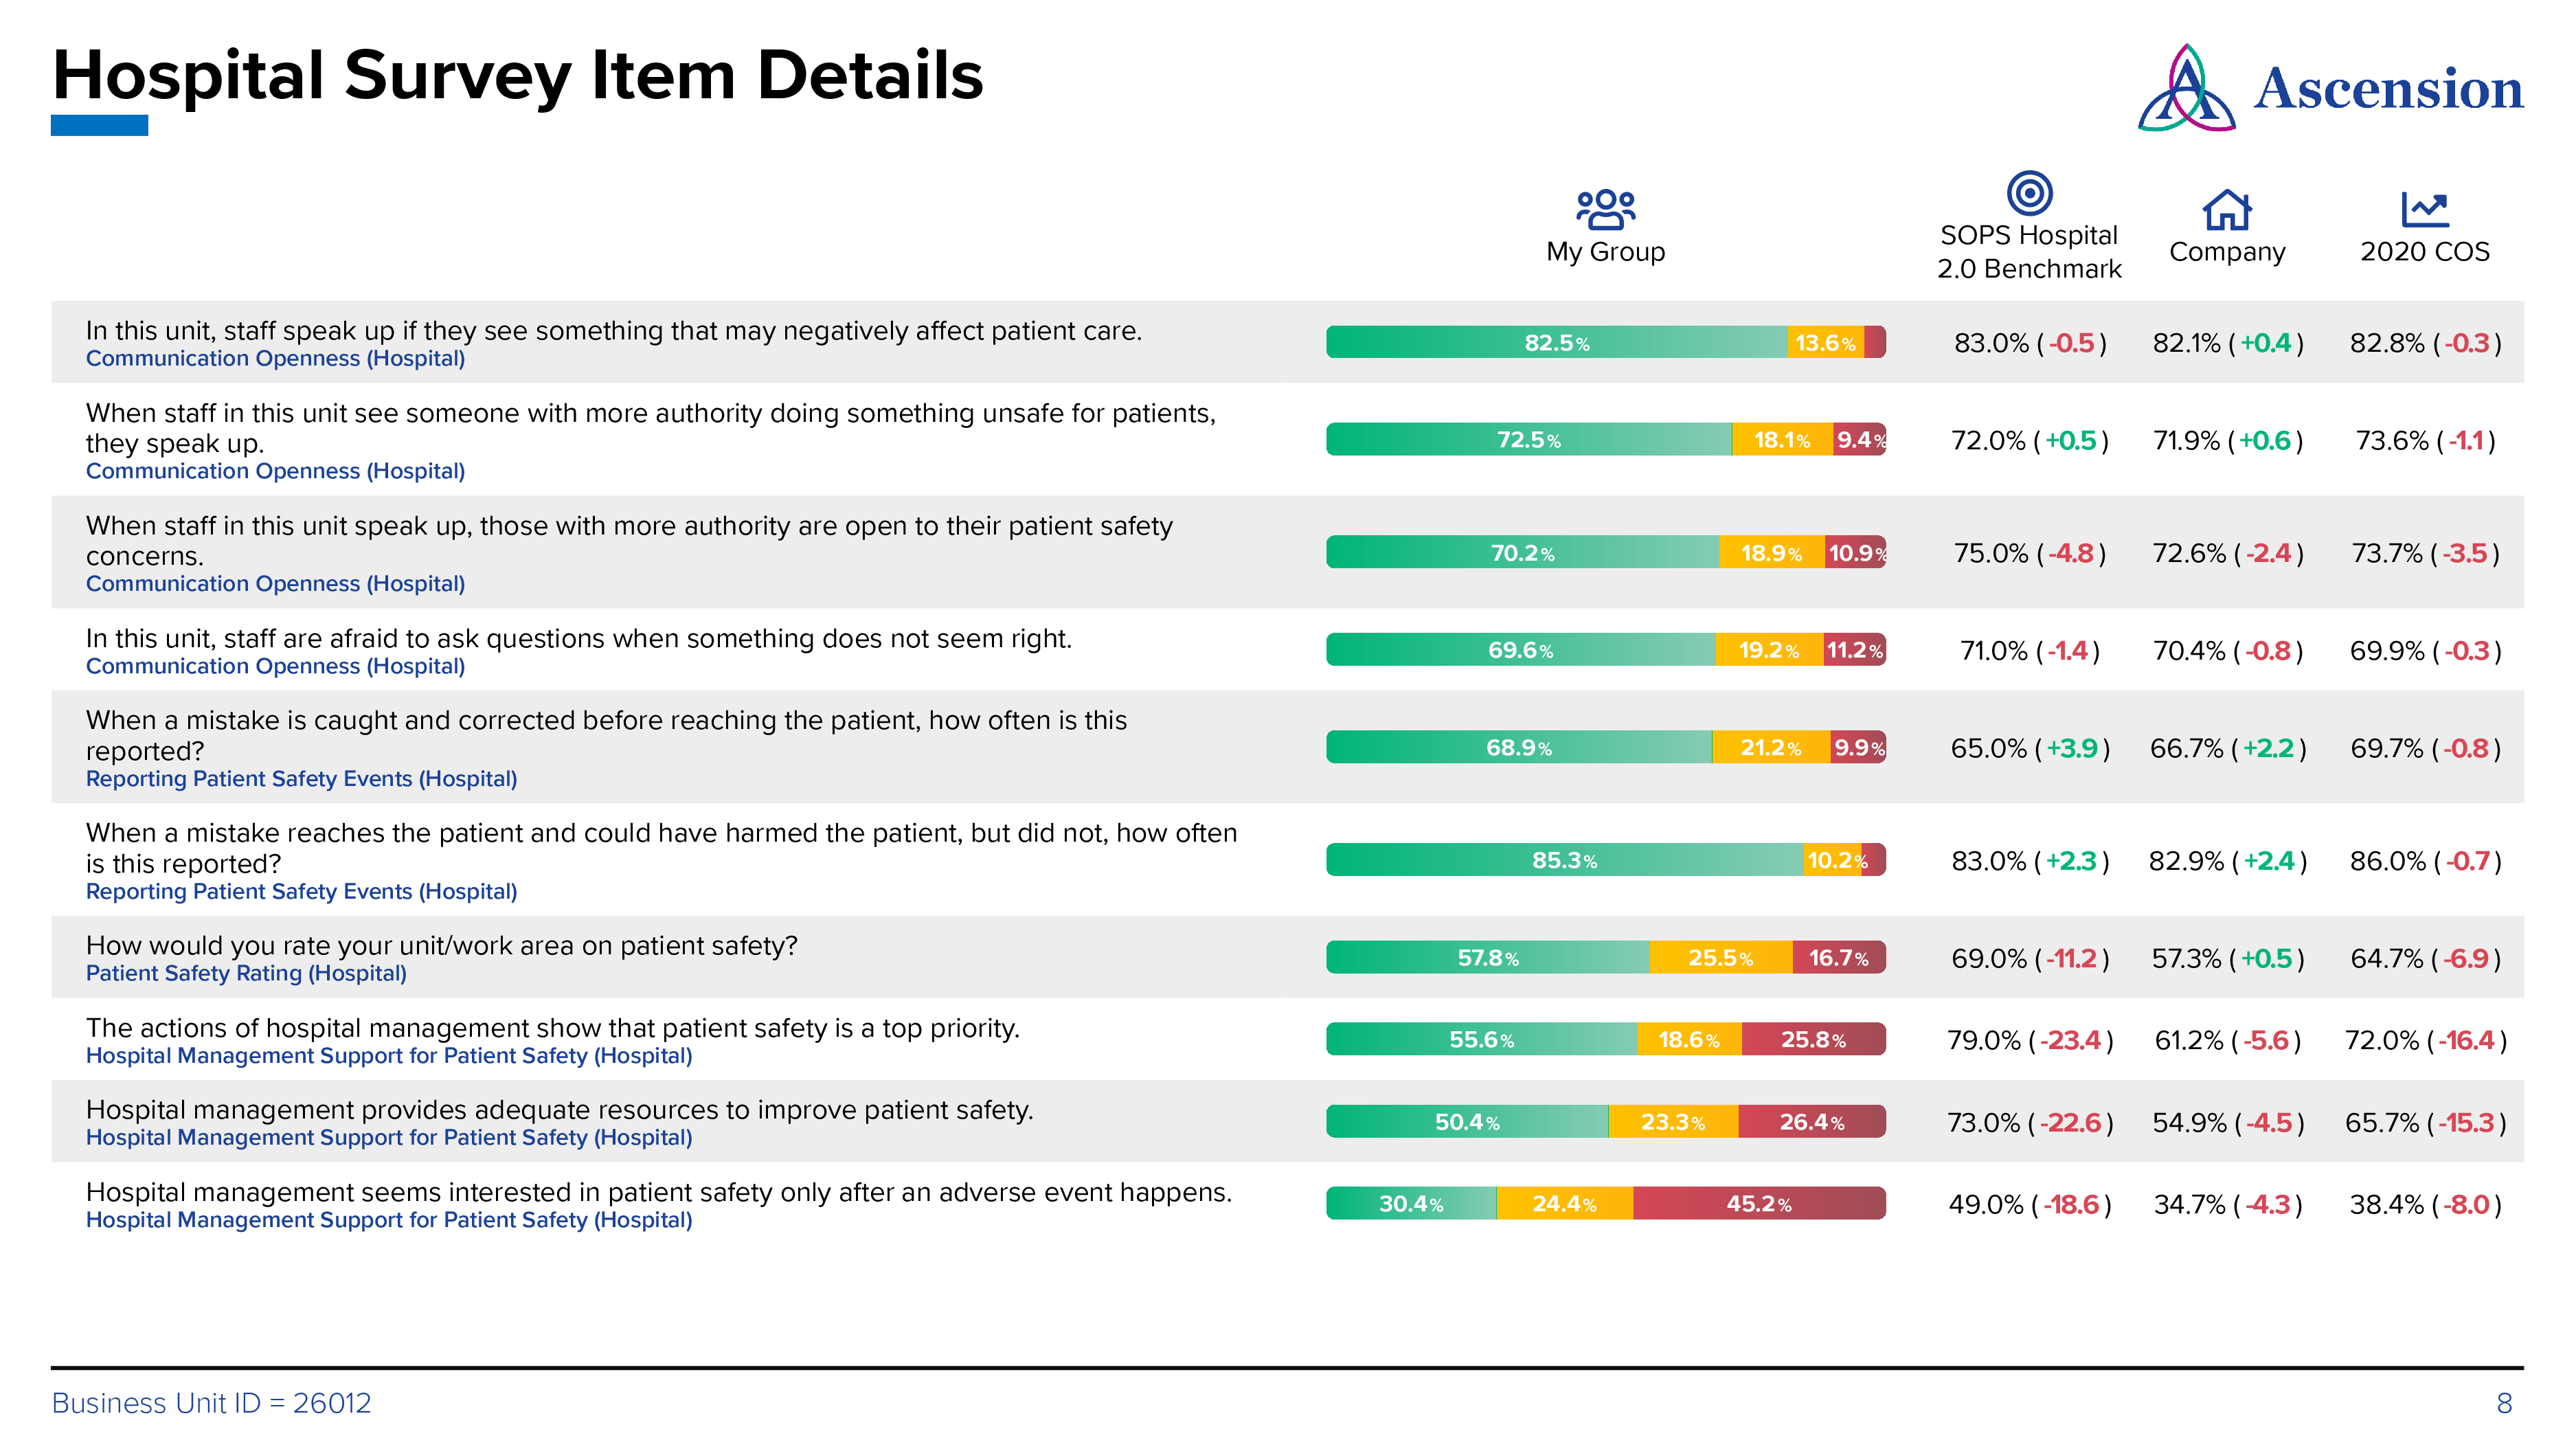 Hospital Survey Item Details
Ascension
My Group
SOPS Hospital
2.0 Benchmark
Company
2020 COS
In this unit, staff speak up if they see something that may negatively affect patient care.
Communication Openness (Hospital)
82.5% 13.6%
83.0% ( -0.5 ) 82.1% ( +0.4 ) 82.8% ( -0.3 )
When staff in this unit see someone with more authority doing something unsafe for patients,
they speak up.
Communication Openness (Hospital)
72.5% 18.1% 9.4%
72.0% ( +0.5 ) 71.9% ( +0.6 ) 73.6% ( -1.1 )
When staff in this unit speak up, those with more authority are open to their patient safety
concerns.
Communication Openness (Hospital)
70.2% 18.9% 10.9%
75.0% ( -4.8 ) 72.6% ( -2.4 ) 73.7% ( -3.5 )
In this unit, staff are afraid to ask questions when something does not seem right.
Communication Openness (Hospital)
69.6% 19.2% 11.2%
71.0% ( -1.4 ) 70.4% ( -0.8 ) 69.9% ( -0.3 )
When a mistake is caught and corrected before reaching the patient, how often is this
reported?
Reporting Patient Safety Events (Hospital)
68.9% 21.2% 9.9%
65.0% ( +3.9 ) 66.7% ( +2.2 ) 69.7% ( -0.8 )
When a mistake reaches the patient and could have harmed the patient, but did not, how often
is this reported?
Reporting Patient Safety Events (Hospital)
85.3% 10.2%
83.0% ( +2.3 ) 82.9% ( +2.4 ) 86.0% ( -0.7 )
How would you rate your unit/work area on patient safety?
Patient Safety Rating (Hospital)
57.8% 25.5% 16.7%
69.0% ( -11.2 ) 57.3% ( +0.5 ) 64.7% ( -6.9 )
The actions of hospital management show that patient safety is a top priority.
Hospital Management Support for Patient Safety (Hospital)
55.6% 18.6% 25.8%
79.0% ( -23.4 ) 61.2% ( -5.6 ) 72.0% ( -16.4 )
Hospital management provides adequate resources to improve patient safety.
Hospital Management Support for Patient Safety (Hospital)
50.4% 23.3% 26.4%
73.0% ( -22.6 ) 54.9% ( -4.5 ) 65.7% ( -15.3 )
Hospital management seems interested in patient safety only after an adverse event happens.
Hospital Management Support for Patient Safety (Hospital)
30.4% 24.4% 45.2%
49.0% ( -18.6 ) 34.7% ( -4.3 ) 38.4% ( -8.0 )
Business Unit ID = 26012
8